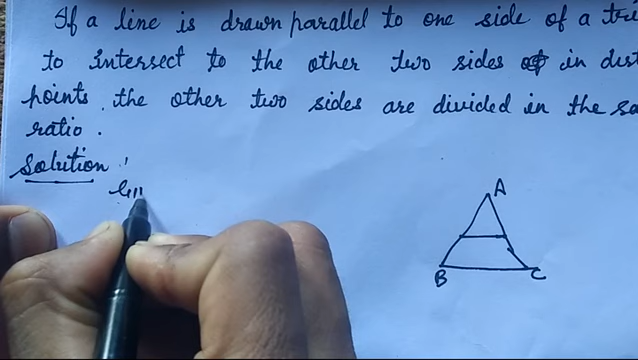 If a line is drawn parallel to one side of a
to intersect to the other two sides in
points, the other two sides are divided in the
ratio.
Solution:
A
B
C